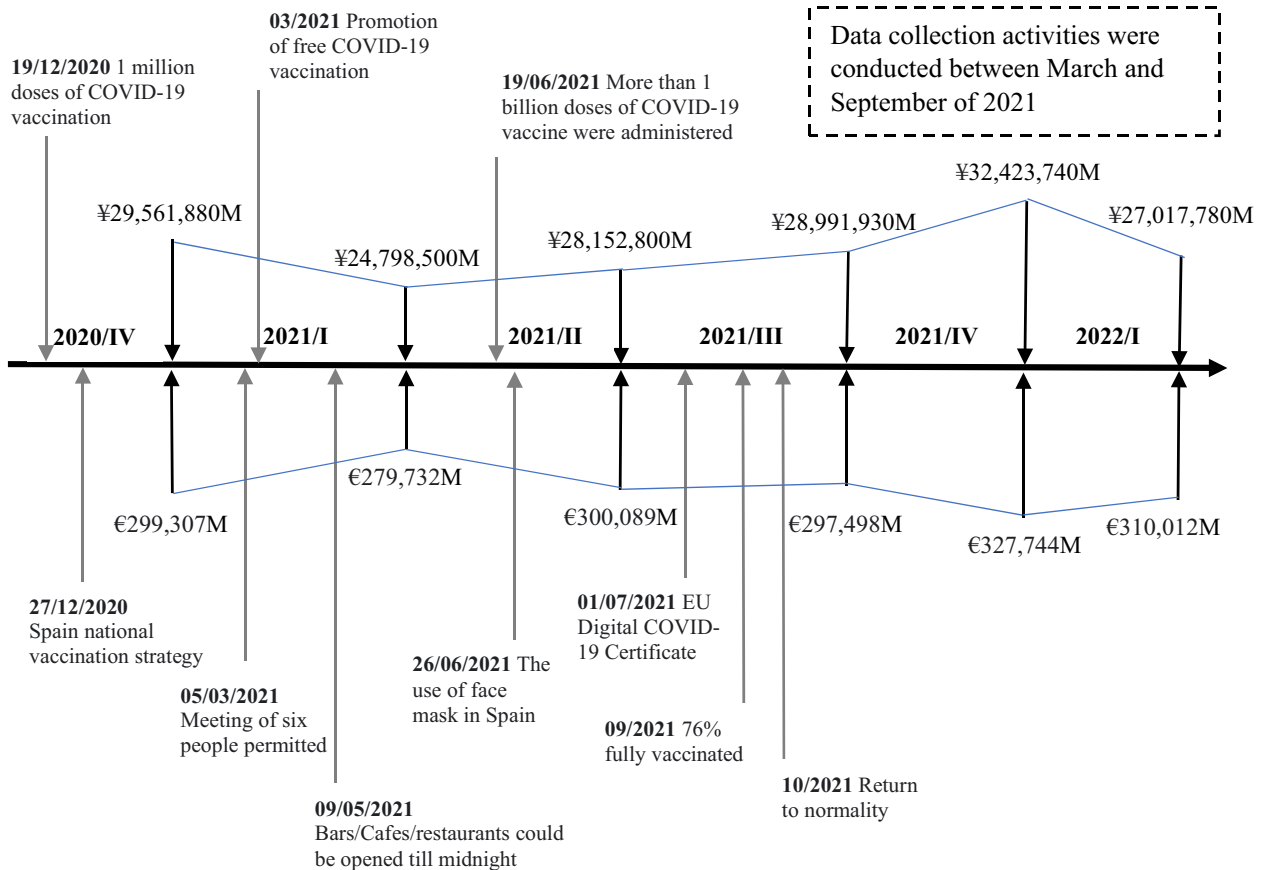 03/2021 Promotion
of free COVID-19
vaccination
19/12/2020 1 million
doses of COVID-19
vaccination
19/06/2021 More than 1
billion doses of COVID-19
vaccine were administered
Data collection activities were
conducted between March and
September of 2021
¥29,561,880M
¥24,798,500M
¥28,152,800M
¥28,991,930M
¥32,423,740M
¥27,017,780M
2020/IV
2021/I
2021/II
2021/III
2021/IV
2022/I
€299,307M
€279,732M
€300,089M
€297,498M
€327,744M
€310,012M
27/12/2020
Spain national
vaccination strategy
05/03/2021
Meeting of six
people permitted
09/05/2021
Bars/Cafes/restaurants could
be opened till midnight
26/06/2021 The
use of face
mask in Spain
01/07/2021 EU
Digital COVID-
19 Certificate
09/2021 76%
fully vaccinated
10/2021 Return
to normality